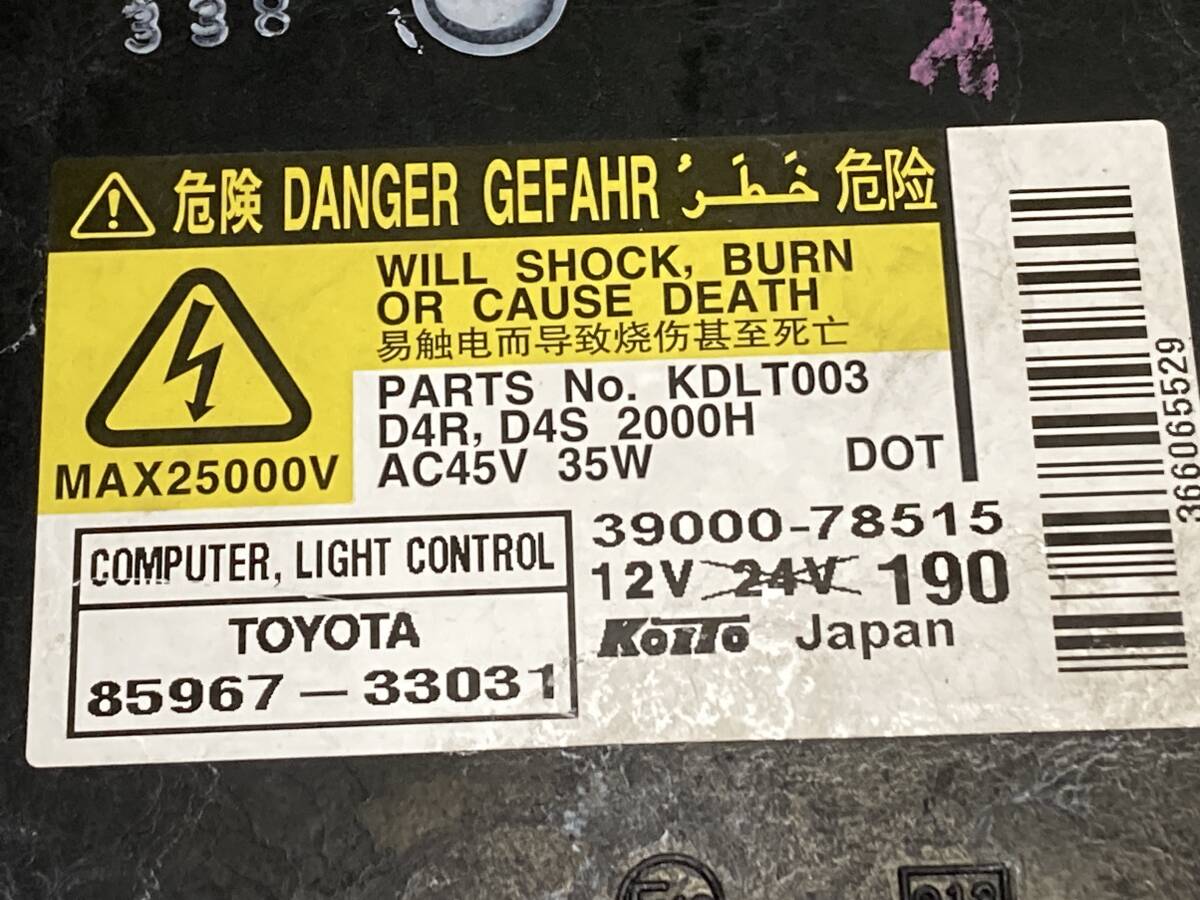 338
危険 DANGER GEFAHR خَطَرُ 危险
WILL SHOCK, BURN
OR CAUSE DEATH
易触电而导致烧伤甚至死亡
MAX25000V
PARTS No. KDLT003
D4R, D4S 2000H
AC45V 35W
DOT
COMPUTER, LIGHT CONTROL
TOYOTA
85967-33031
39000-78515
12V 24V 190
KOITO Japan
366065529